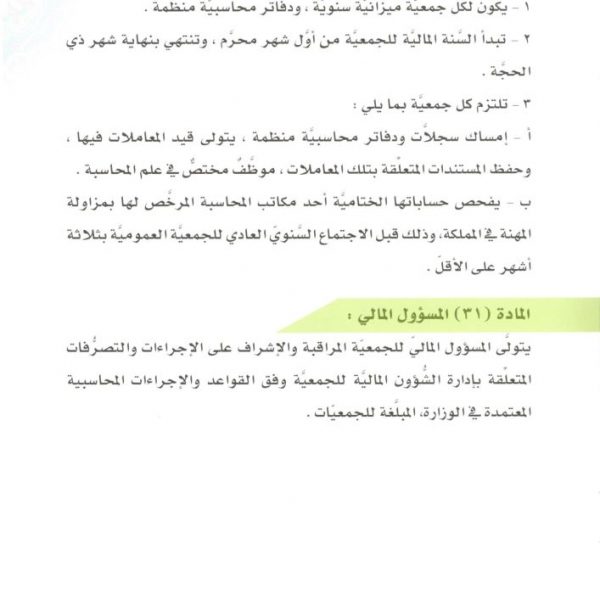 ١ - يكون لكل جمعيَّة ميزانيَّة سنويَّة ، ودفاتر محاسبيَّة منظمة .
٢ - تبدأ السَّنة الماليَّة للجمعيَّة من أوَّل شهر محرَّم ، وتنتهي بنهاية شهر ذي
الحجَّة .
٣ - تلتزم كل جمعيَّة بما يلي :
أ - إمساك سجلاَّت ودفاتر محاسبيَّة منظمة ، يتولى قيد المعاملات فيها ،
وحفظ المستندات المتعلِّقة بتلك المعاملات ، موظَّفٌ مختصٌّ في علم المحاسبة .
ب - يفحص حساباتها الختاميَّة أحد مكاتب المحاسبة المرخَّص لها بمزاولة
المهنة في المملكة، وذلك قبل الاجتماع السَّنويّ العادي للجمعية العموميَّة بثلاثة
أشهر على الأقلّ .
المادة (٣١) المسؤول المالي :
يتولَّى المسؤول الماليّ للجمعيَّة المراقبة والإشراف على الإجراءات والتصرُّفات
المتعلِّقة بإدارة الشُّؤون الماليَّة للجمعيَّة وفق القواعد والإجراءات المحاسبية
المعتمدة في الوزارة، المبلَّغة للجمعيَّات .